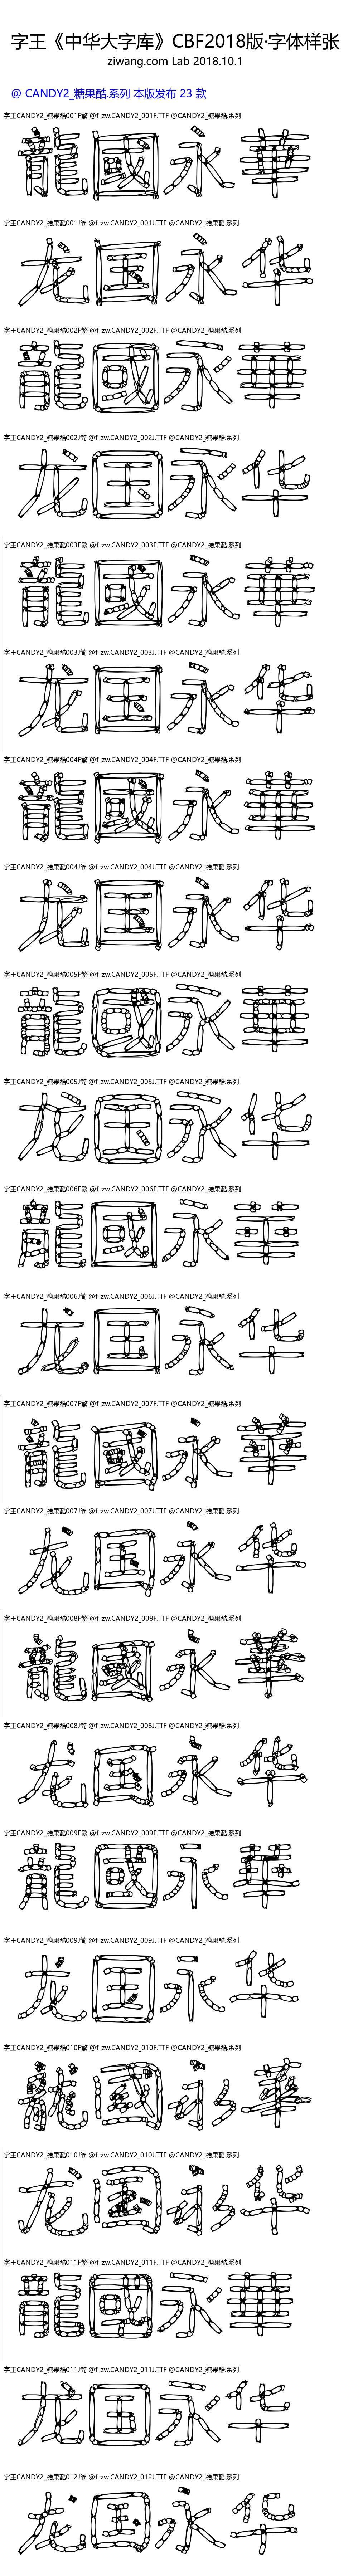 字王《中华大字库》CBF2018版·字体样张
ziwang.com Lab 2018.10.1
@ CANDY2_糖果酷.系列 本版发布 23 款
字王CANDY2_糖果酷001F繁 @f:zw.CANDY2_001F.TTF @CANDY2_糖果酷.系列
龍國永華
字王CANDY2_糖果酷001J简 @f:zw.CANDY2_001J.TTF @CANDY2_糖果酷.系列
龙国永华
字王CANDY2_糖果酷002F繁 @f:zw.CANDY2_002F.TTF @CANDY2_糖果酷.系列
龍國永華
字王CANDY2_糖果酷002J简 @f:zw.CANDY2_002J.TTF @CANDY2_糖果酷.系列
龙国永华
字王CANDY2_糖果酷003F繁 @f:zw.CANDY2_003F.TTF @CANDY2_糖果酷.系列
龍國永華
字王CANDY2_糖果酷003J简 @f:zw.CANDY2_003J.TTF @CANDY2_糖果酷.系列
龙国永华
字王CANDY2_糖果酷004F繁 @f:zw.CANDY2_004F.TTF @CANDY2_糖果酷.系列
龍國永華
字王CANDY2_糖果酷004J简 @f:zw.CANDY2_004J.TTF @CANDY2_糖果酷.系列
龙国永华
字王CANDY2_糖果酷005F繁 @f:zw.CANDY2_005F.TTF @CANDY2_糖果酷.系列
龍國永華
字王CANDY2_糖果酷005J简 @f:zw.CANDY2_005J.TTF @CANDY2_糖果酷.系列
龙国永华
字王CANDY2_糖果酷006F繁 @f:zw.CANDY2_006F.TTF @CANDY2_糖果酷.系列
龍國永華
字王CANDY2_糖果酷006J简 @f:zw.CANDY2_006J.TTF @CANDY2_糖果酷.系列
龙国永华
字王CANDY2_糖果酷007F繁 @f:zw.CANDY2_007F.TTF @CANDY2_糖果酷.系列
龍國永華
字王CANDY2_糖果酷007J简 @f:zw.CANDY2_007J.TTF @CANDY2_糖果酷.系列
龙国永华
字王CANDY2_糖果酷008F繁 @f:zw.CANDY2_008F.TTF @CANDY2_糖果酷.系列
龍國永華
字王CANDY2_糖果酷008J简 @f:zw.CANDY2_008J.TTF @CANDY2_糖果酷.系列
龙国永华
字王CANDY2_糖果酷009F繁 @f:zw.CANDY2_009F.TTF @CANDY2_糖果酷.系列
龍國永華
字王CANDY2_糖果酷009J简 @f:zw.CANDY2_009J.TTF @CANDY2_糖果酷.系列
龙国永华
字王CANDY2_糖果酷010F繁 @f:zw.CANDY2_010F.TTF @CANDY2_糖果酷.系列
龍國永華
字王CANDY2_糖果酷010J简 @f:zw.CANDY2_010J.TTF @CANDY2_糖果酷.系列
龙国永华
字王CANDY2_糖果酷011F繁 @f:zw.CANDY2_011F.TTF @CANDY2_糖果酷.系列
龍國永華
字王CANDY2_糖果酷011J简 @f:zw.CANDY2_011J.TTF @CANDY2_糖果酷.系列
龙国永华
字王CANDY2_糖果酷012J简 @f:zw.CANDY2_012J.TTF @CANDY2_糖果酷.系列
龙国永华